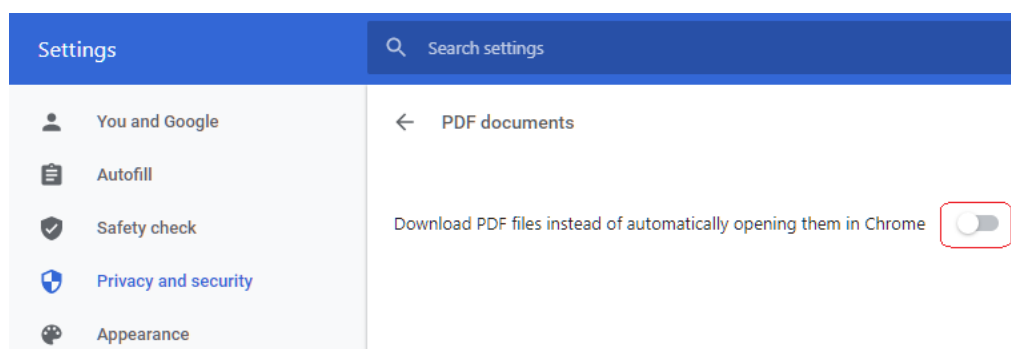 Settings
Search settings
You and Google
Autofill
Safety check
Privacy and security
Appearance
PDF documents
Download PDF files instead of automatically opening them in Chrome